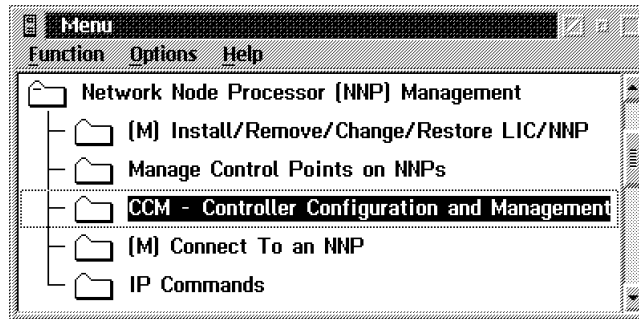 Menu
Function Options Help
Network Node Processor (NNP) Management
(M) Install/Remove/Change/Restore LIC/NNP
Manage Control Points on NNPs
CCM - Controller Configuration and Management
(M) Connect To an NNP
IP Commands